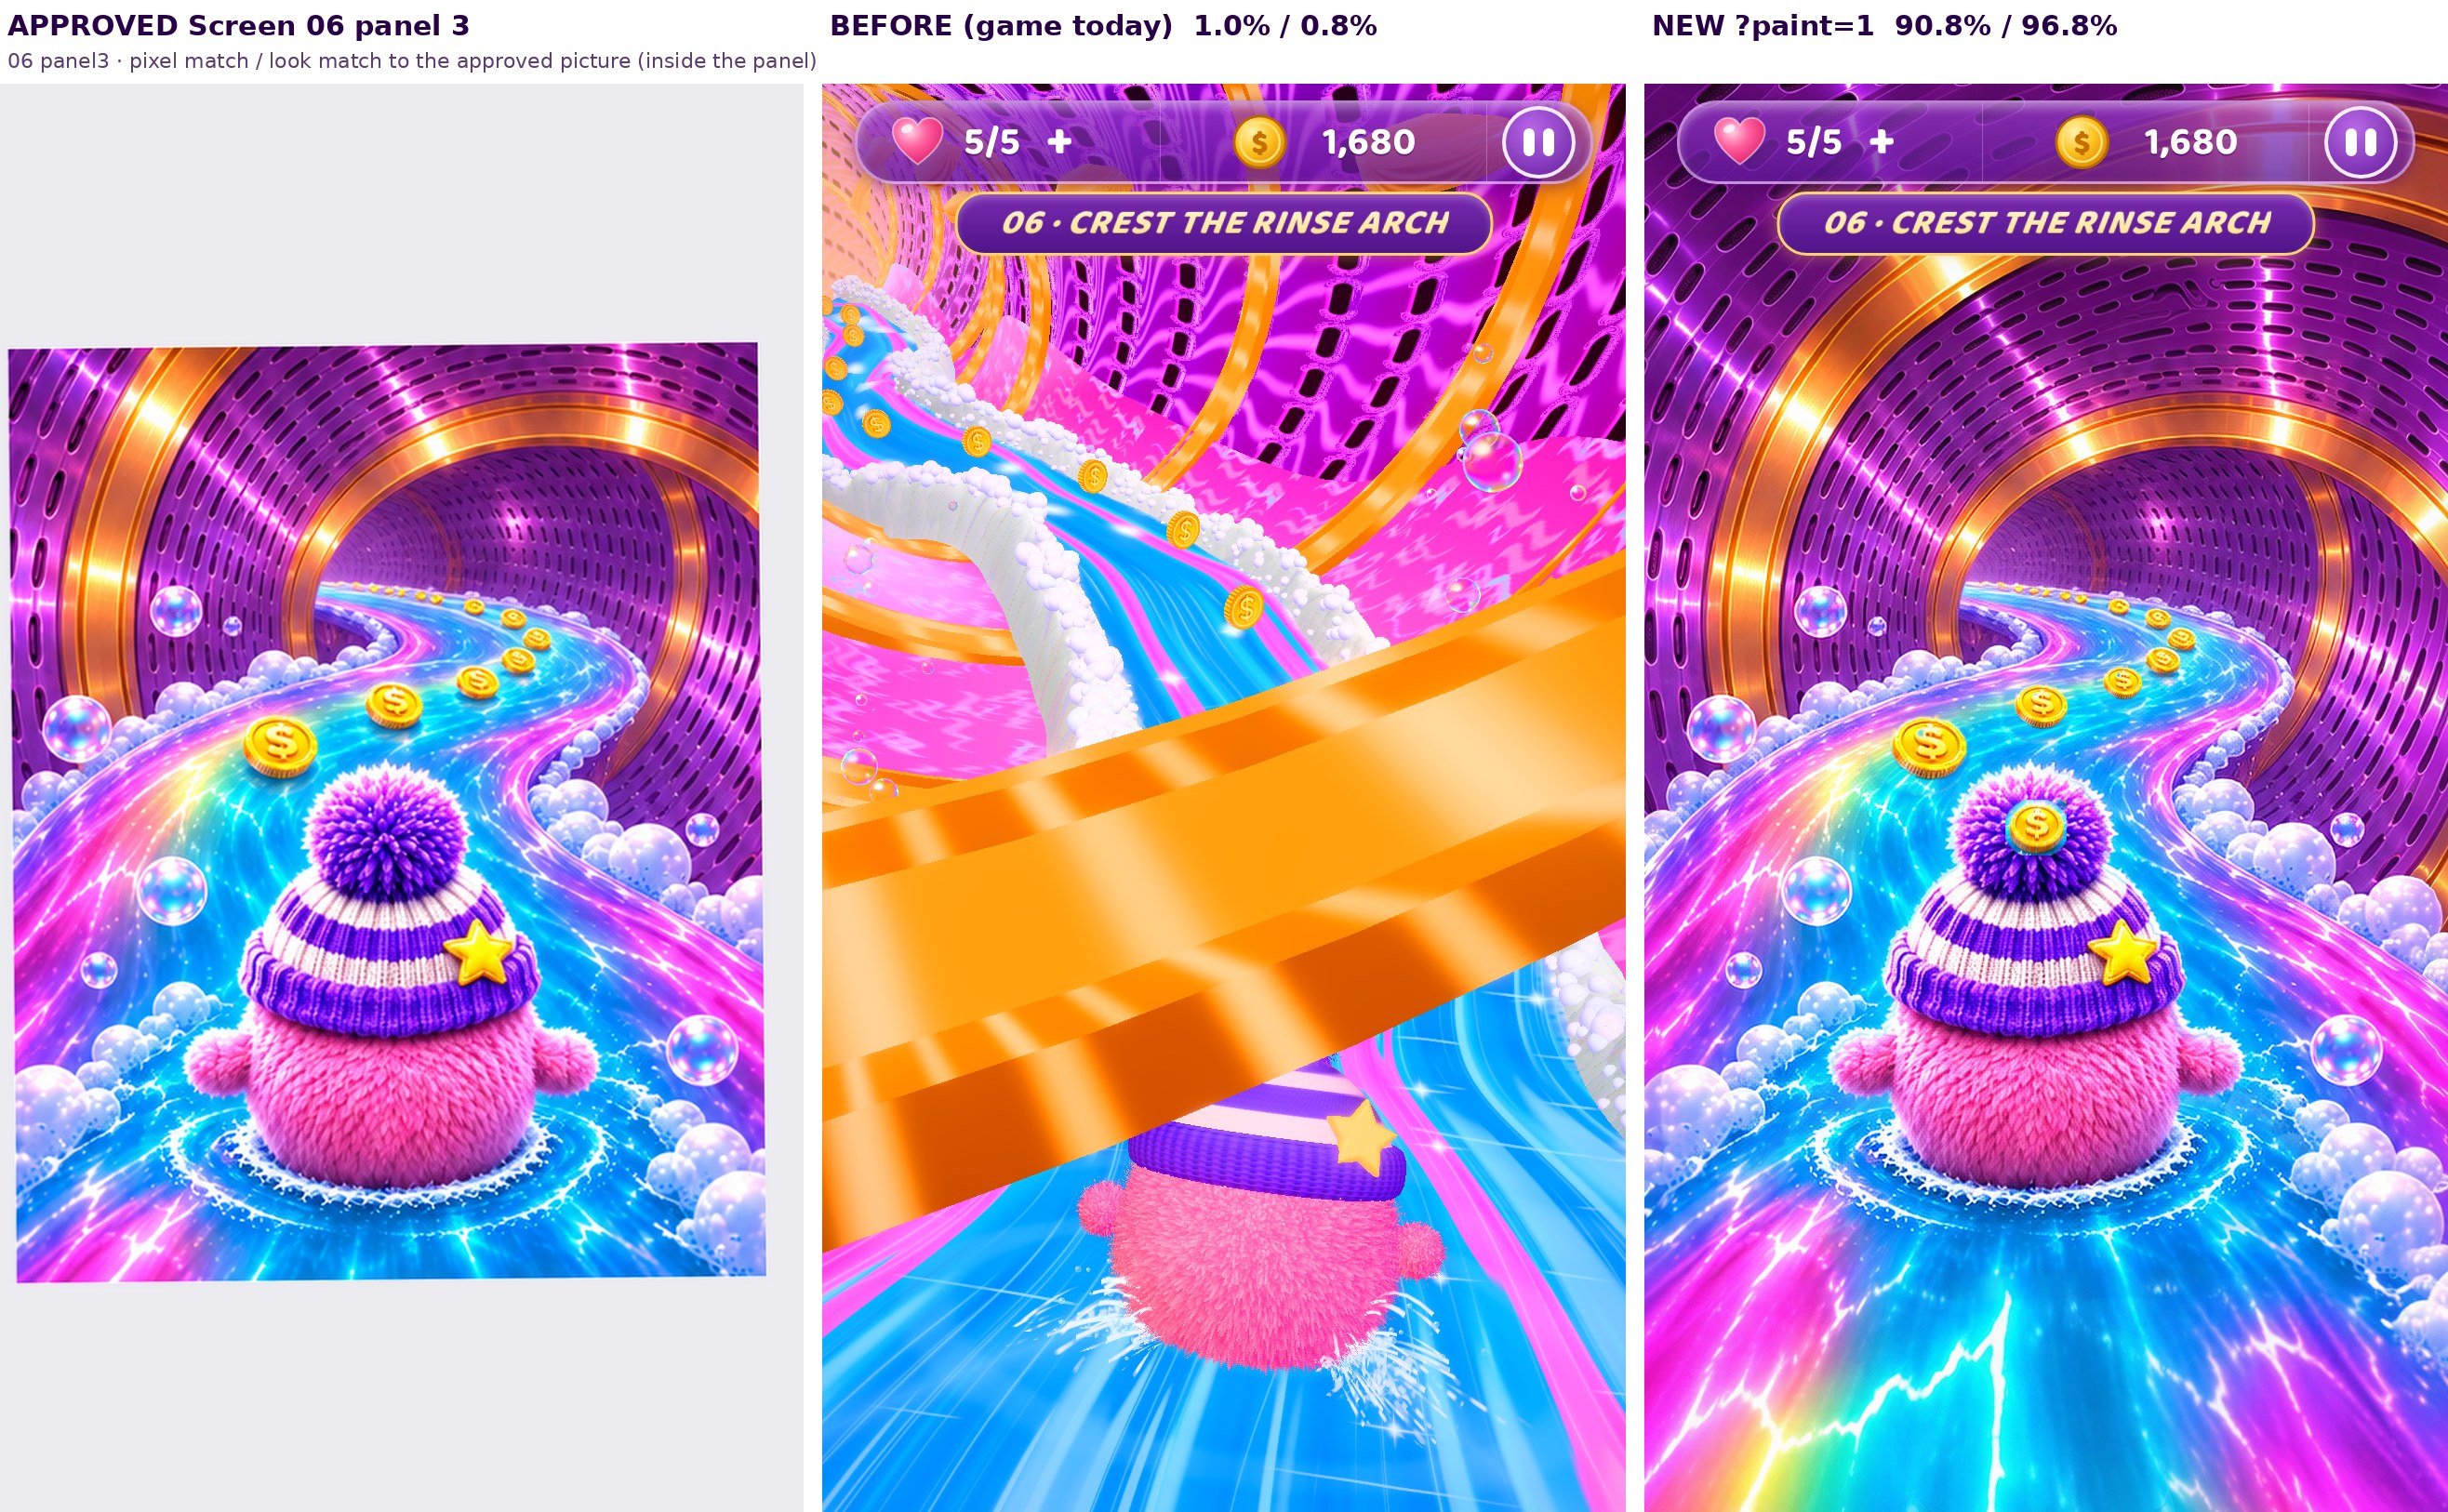 APPROVED Screen 06 panel 3
06 panel3 · pixel match / look match to the approved picture (inside the panel)
BEFORE (game today) 1.0% / 0.8%
5/5 +
$
1,680
06 · CREST THE RINSE ARCH
NEW ?paint=1 90.8% / 96.8%
5/5 +
$
1,680
06 · CREST THE RINSE ARCH